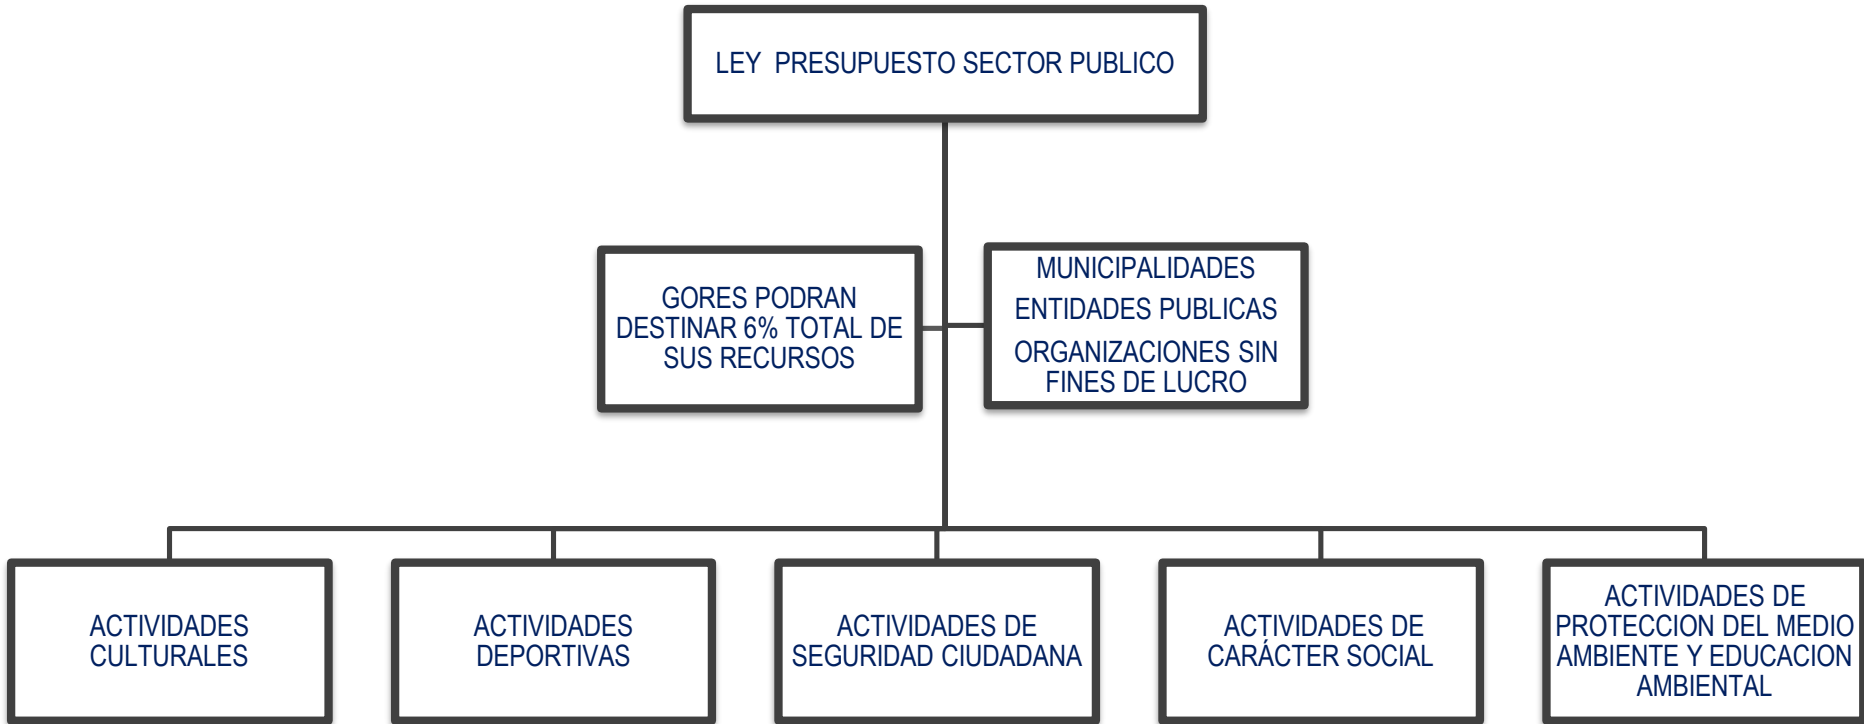 LEY PRESUPUESTO SECTOR PUBLICO
GORES PODRAN
DESTINAR 6% TOTAL DE
SUS RECURSOS
MUNICIPALIDADES
ENTIDADES PUBLICAS
ORGANIZACIONES SIN
FINES DE LUCRO
ACTIVIDADES
CULTURALES
ACTIVIDADES
DEPORTIVAS
ACTIVIDADES DE
SEGURIDAD CIUDADANA
ACTIVIDADES DE
CARÁCTER SOCIAL
ACTIVIDADES DE
PROTECCION DEL MEDIO
AMBIENTE Y EDUCACION
AMBIENTAL